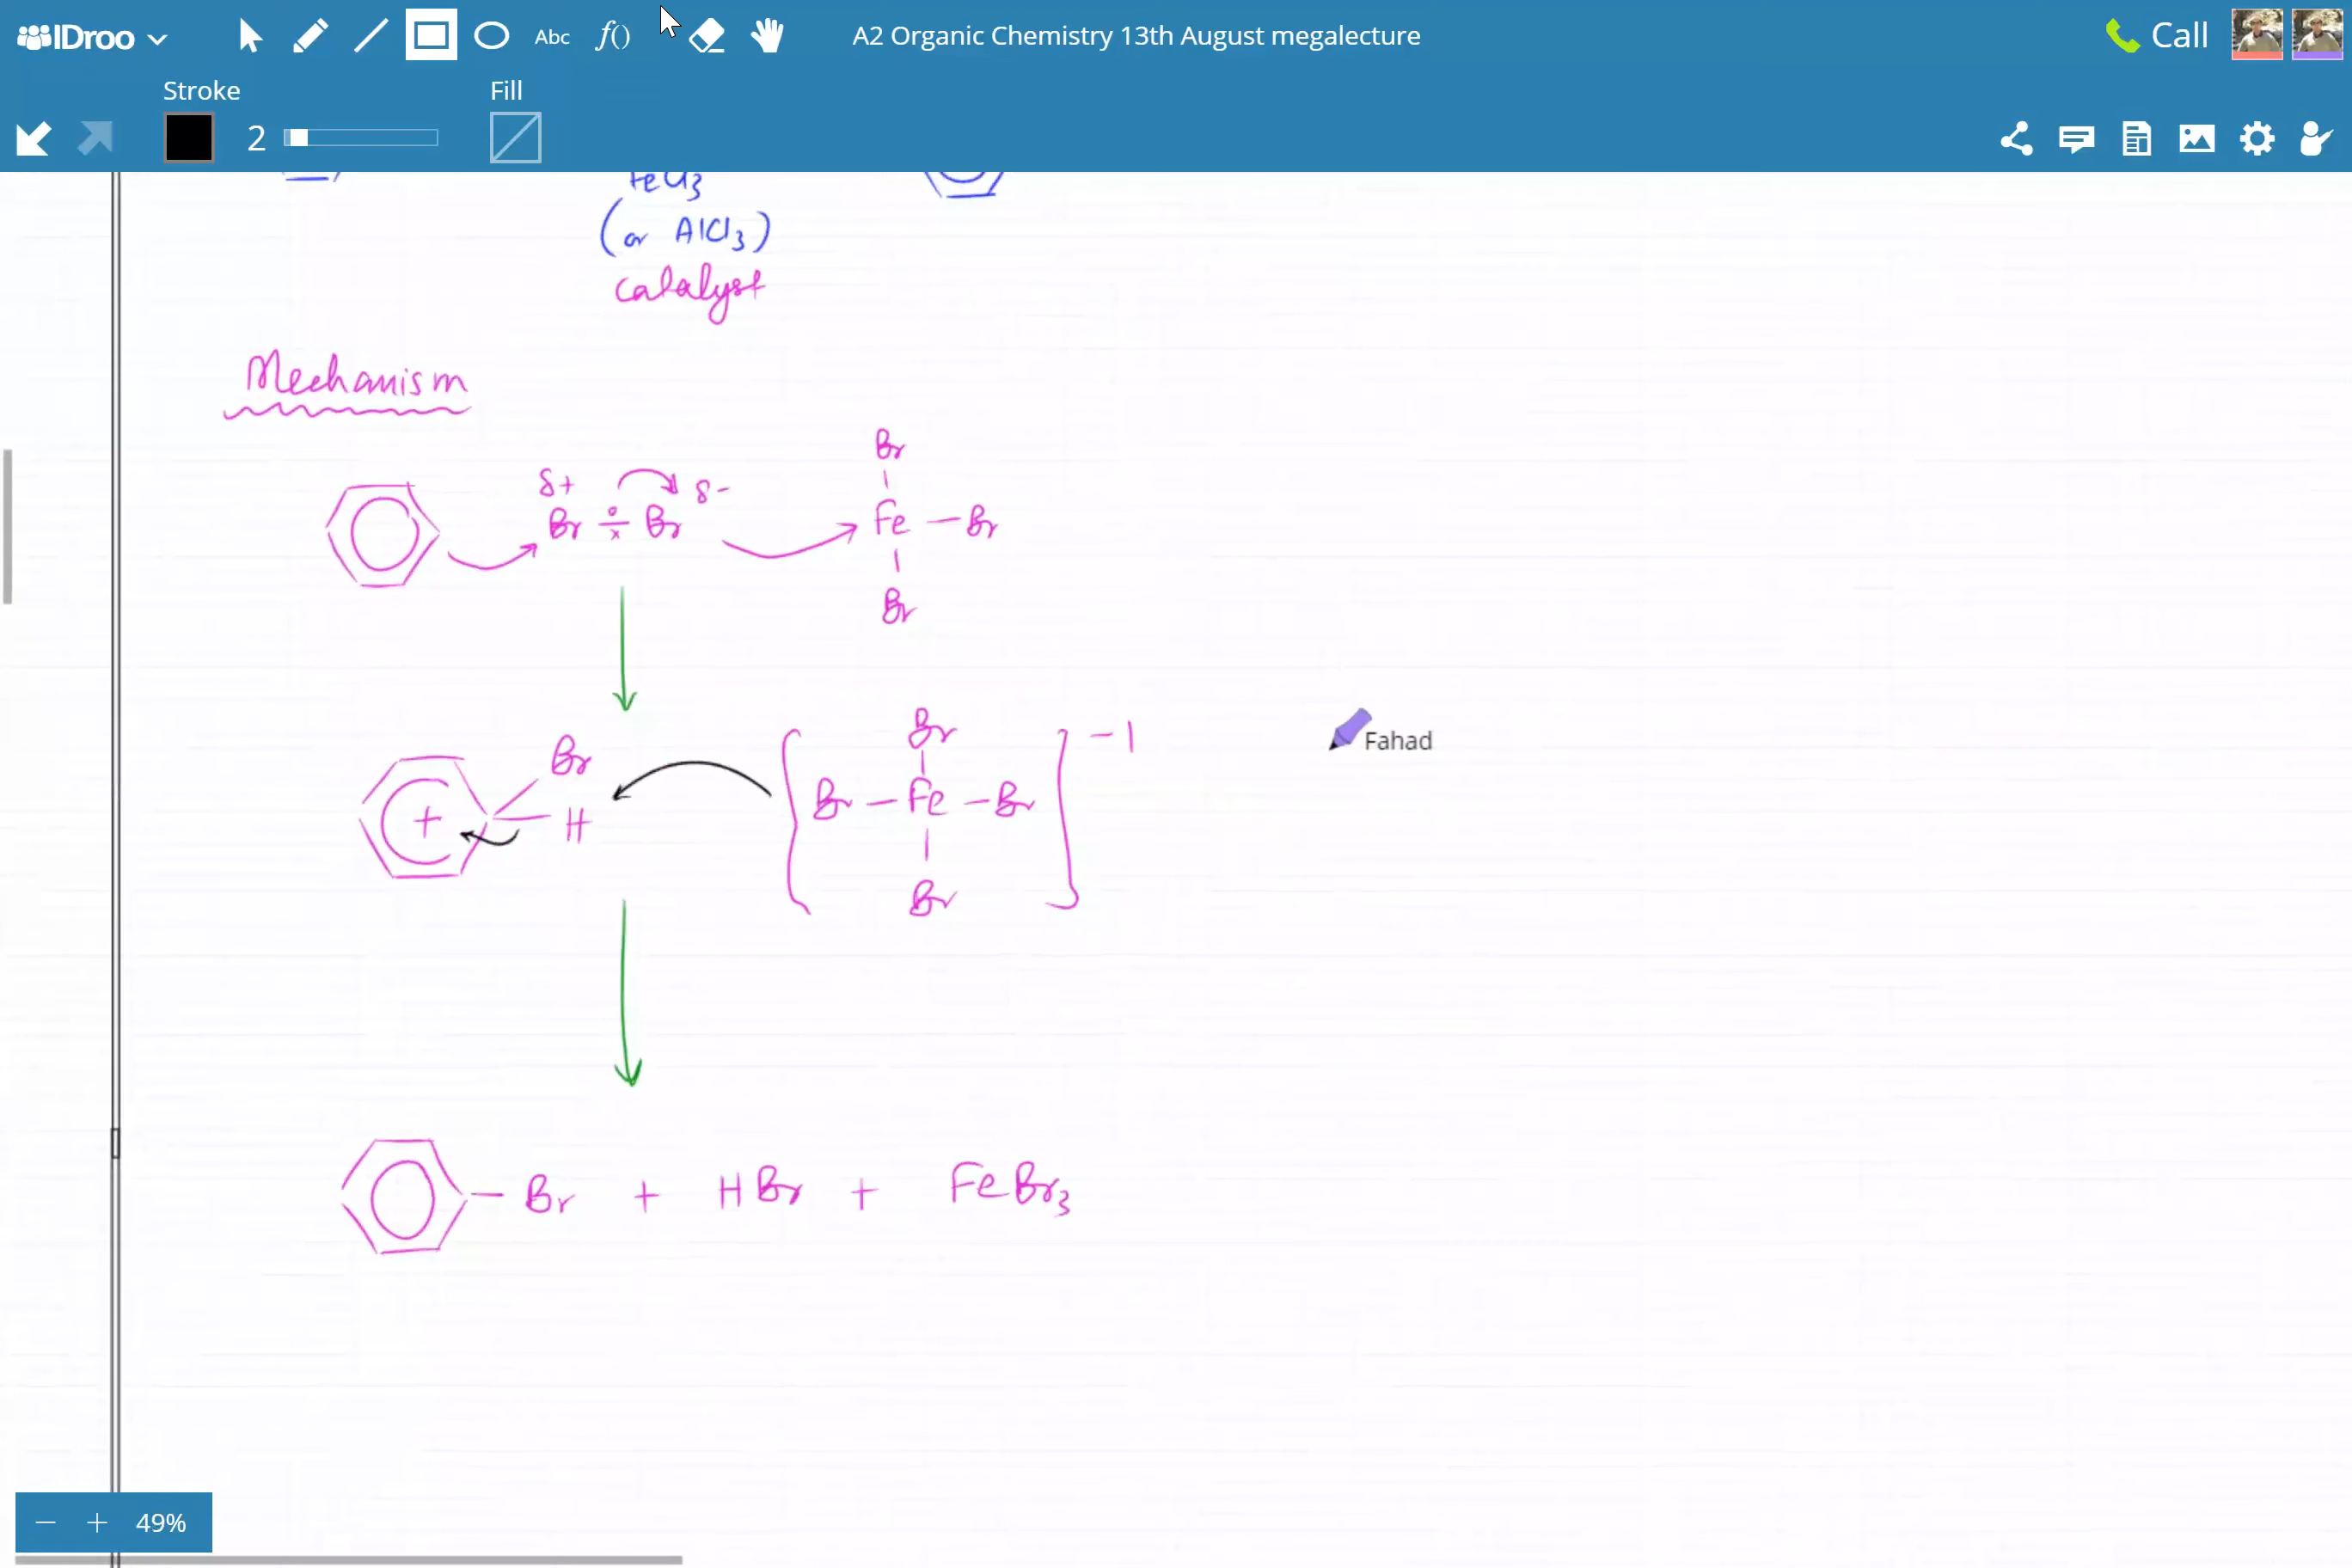 IDroo
Abc
f()
A2 Organic Chemistry 13th August megalecture
Call
Stroke
Fill
2
FeCl3
(or AlCl3)
catalyst
Mechanism
Br
δ+ δ-
Br Br Fe - Br
Br
Br
Br -1
Fahad
+ H Br - Fe - Br
Br
- Br + HBr + FeBr3
- + 49%